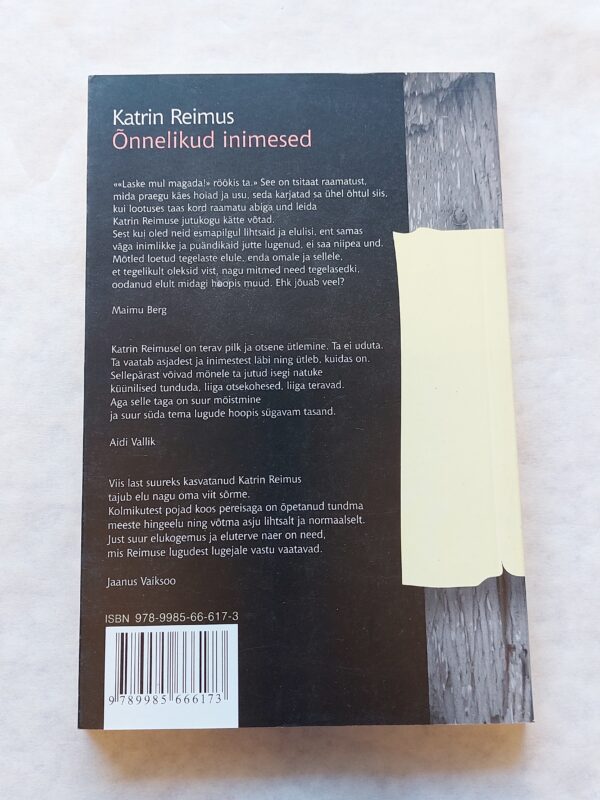 Katrin Reimus
Õnnelikud inimesed
««Laske mul magada!» röökis ta.» See on tsitaat raamatust,
mida praegu käes hoiad ja usu, seda karjatad sa ühel õhtul siis,
kui lootuses taas kord raamatu abiga und leida
Katrin Reimuse jutukogu kätte võtad.
Sest kui oled neid esmapilgul lihtsaid ja elulisi, ent samas
väga inimlikke ja puändikaid jutte lugenud, ei saa niipea und.
Mõtled loetud tegelaste elule, enda omale ja sellele,
et tegelikult oleksid vist, nagu mitmed need tegelasedki,
oodanud elult midagi hoopis muud. Ehk jõuab veel?
Maimu Berg
Katrin Reimusel on terav pilk ja otsene ütlemine. Ta ei uduta.
Ta vaatab asjadest ja inimestest läbi ning ütleb, kuidas on.
Sellepärast võivad mõnele ta jutud isegi natuke
küünilised tunduda, liiga otsekohesed, liiga teravad.
Aga selle taga on suur mõistmine
ja suur süda tema lugude hoopis sügavam tasand.
Aidi Vallik
Viis last suureks kasvatanud Katrin Reimus
tajub elu nagu oma viit sõrme.
Kolmikutest pojad koos pereisaga on õpetanud tundma
meeste hingeelu ning võtma asju lihtsalt ja normaalselt.
Just suur elukogemus ja eluterve naer on need,
mis Reimuse lugudest lugejale vastu vaatavad.
Jaanus Vaiksoo
ISBN 978-9985-66-617-3
9 789985 666173